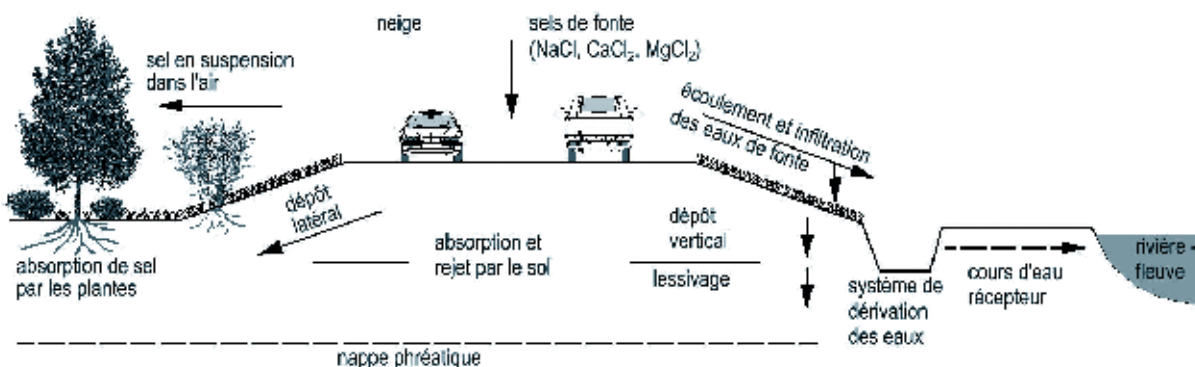 neige
sels de fonte
(NaCl, CaCl₂. MgCl₂)
sel en suspension
dans l'air
écoulement et infiltration
des eaux de fonte
dépôt
latéral
dépôt
vertical
absorption et
rejet par le sol
lessivage
absorption de sel
par les plantes
système de
dérivation
des eaux
cours d'eau
récepteur
rivière -
fleuve
nappe phréatique